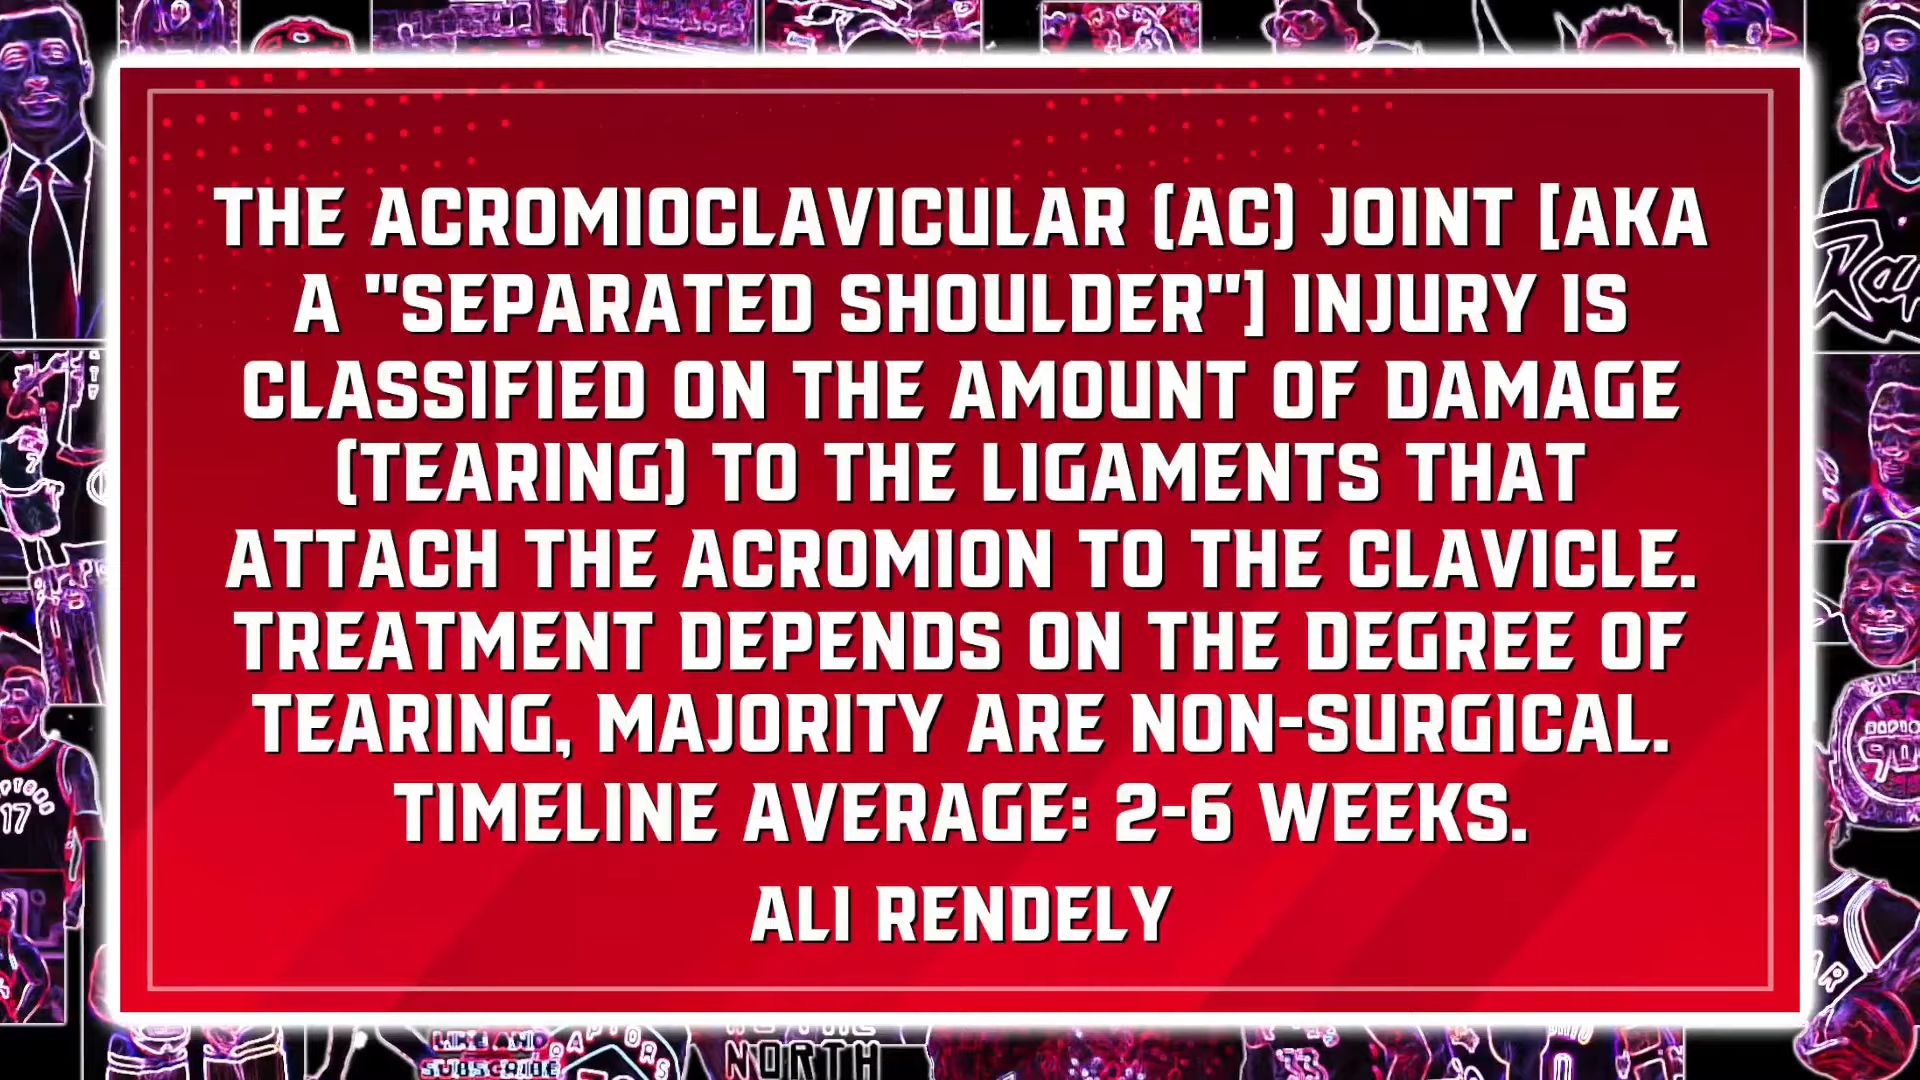 THE ACROMIOCLAVICULAR (AC) JOINT [AKA
A "SEPARATED SHOULDER"] INJURY IS
CLASSIFIED ON THE AMOUNT OF DAMAGE
(TEARING) TO THE LIGAMENTS THAT
ATTACH THE ACROMION TO THE CLAVICLE.
TREATMENT DEPENDS ON THE DEGREE OF
TEARING, MAJORITY ARE NON-SURGICAL.
TIMELINE AVERAGE: 2-6 WEEKS.
ALI RENDELY
17
LIKE AND
SUBSCRIBE
NORTH